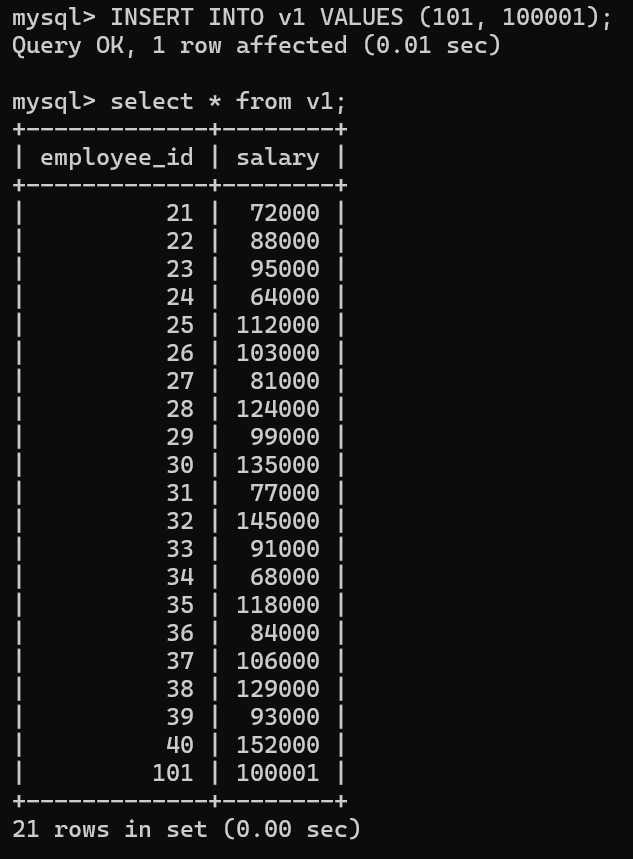 mysql> INSERT INTO v1 VALUES (101, 100001);
Query OK, 1 row affected (0.01 sec)

mysql> select * from v1;
+-------------+--------+
| employee_id | salary |
+-------------+--------+
|          21 |  72000 |
|          22 |  88000 |
|          23 |  95000 |
|          24 |  64000 |
|          25 | 112000 |
|          26 | 103000 |
|          27 |  81000 |
|          28 | 124000 |
|          29 |  99000 |
|          30 | 135000 |
|          31 |  77000 |
|          32 | 145000 |
|          33 |  91000 |
|          34 |  68000 |
|          35 | 118000 |
|          36 |  84000 |
|          37 | 106000 |
|          38 | 129000 |
|          39 |  93000 |
|          40 | 152000 |
|         101 | 100001 |
+-------------+--------+
21 rows in set (0.00 sec)